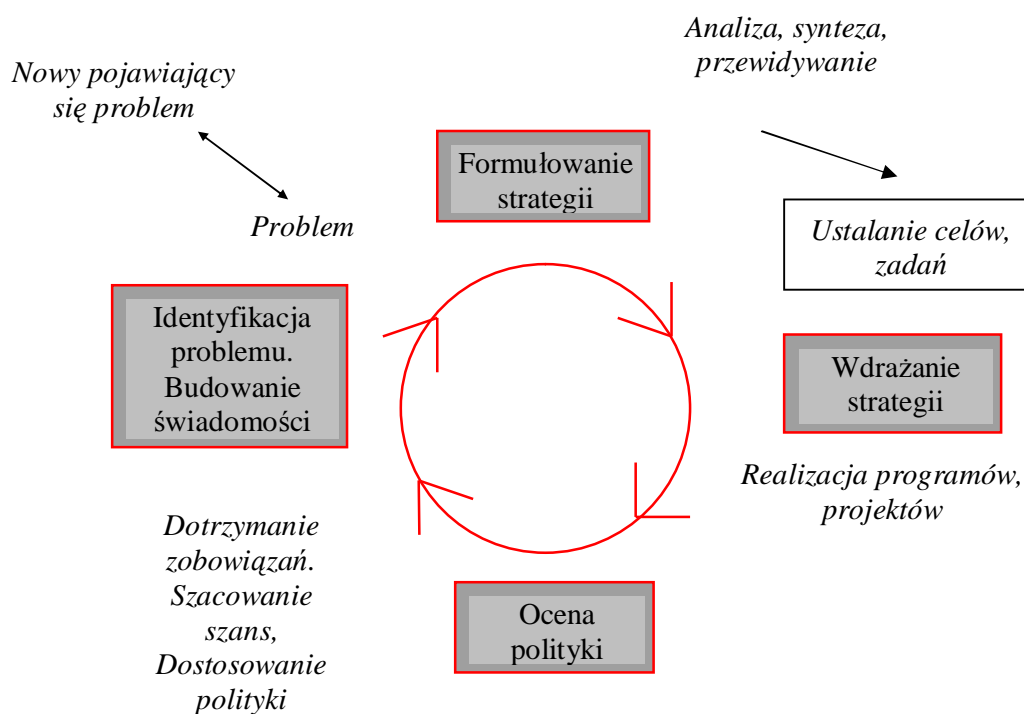 Analiza, synteza,
przewidywanie
Nowy pojawiający
się problem
Formułowanie
strategii
Problem
Ustalanie celów,
zadań
Identyfikacja
problemu.
Budowanie
świadomości
Wdrażanie
strategii
Realizacja programów,
projektów
Dotrzymanie
zobowiązań.
Szacowanie
szans,
Dostosowanie
polityki
Ocena
polityki